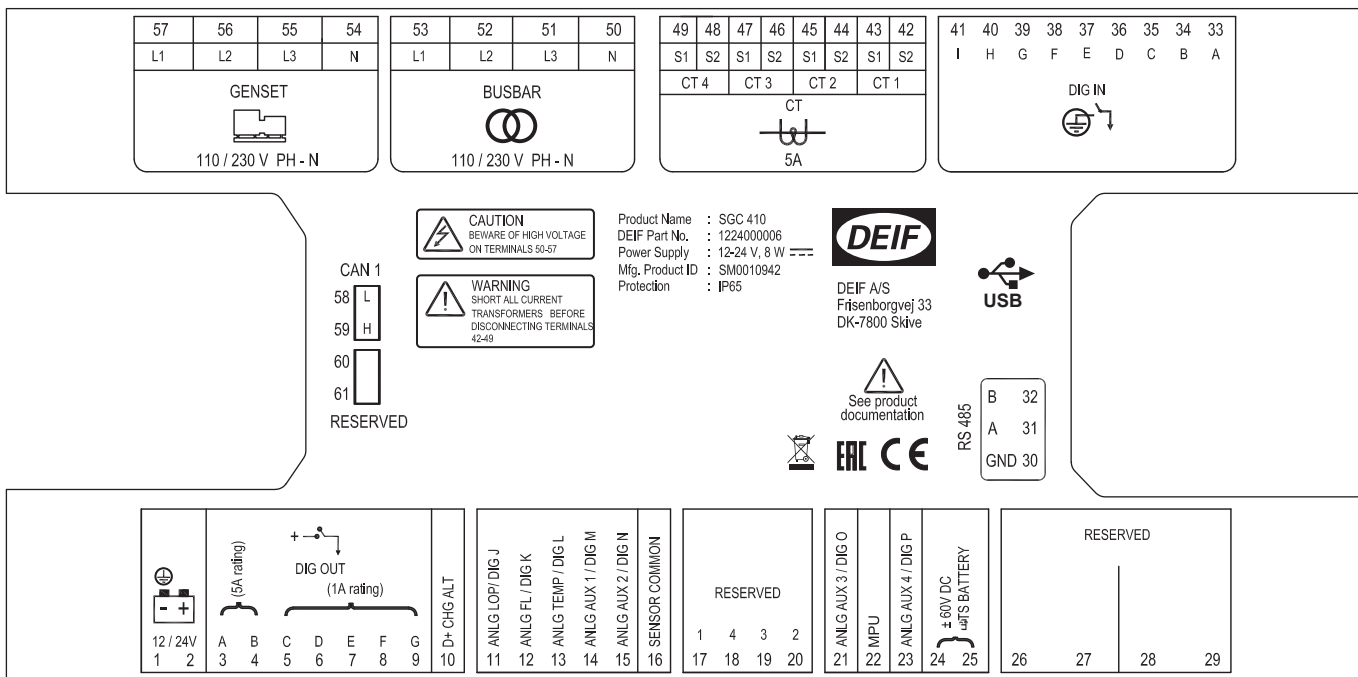 57 56 55 54
L1 L2 L3 N
GENSET
110 / 230 V PH - N
53 52 51 50
L1 L2 L3 N
BUSBAR
110 / 230 V PH - N
49 48 47 46 45 44 43 42
S1 S2 S1 S2 S1 S2 S1 S2
CT 4 CT 3 CT 2 CT 1
CT
5A
41 40 39 38 37 36 35 34 33
I H G F E D C B A
DIG IN
CAN 1
58 L
59 H
60
61
RESERVED
CAUTION
BEWARE OF HIGH VOLTAGE
ON TERMINALS 50-57
WARNING
SHORT ALL CURRENT
TRANSFORMERS BEFORE
DISCONNECTING TERMINALS
42-49
Product Name : SGC 410
DEIF Part No. : 1224000006
Power Supply : 12-24 V, 8 W
Mfg. Product ID : SM0010942
Protection : IP65
DEIF
DEIF A/S
Frisenborgvej 33
DK-7800 Skive
USB
See product
documentation
EAC CE
RS 485
B 32
A 31
GND 30
- +
12 / 24V
1 2
+
DIG OUT
(5A rating)
(1A rating)
A B C D E F G
3 4 5 6 7 8 9
D+ CHG ALT
10
ANLG LOP/ DIG J
11
ANLG FL / DIG K
12
ANLG TEMP / DIG L
13
ANLG AUX 1 / DIG M
14
ANLG AUX 2 / DIG N
15
SENSOR COMMON
16
RESERVED
1 4 3 2
17 18 19 20
ANLG AUX 3 / DIG O
21
MPU
22
ANLG AUX 4 / DIG P
23
± 60V DC
BATTERY
24 25
RESERVED
26 27 28 29